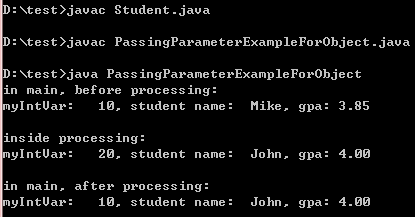 D:\test>javac Student.java
D:\test>javac PassingParameterExampleForObject.java
D:\test>java PassingParameterExampleForObject
in main, before processing:
myIntVar:   10, student name:  Mike, gpa: 3.85
inside processing:
myIntVar:   20, student name:  John, gpa: 4.00
in main, after processing:
myIntVar:   10, student name:  John, gpa: 4.00